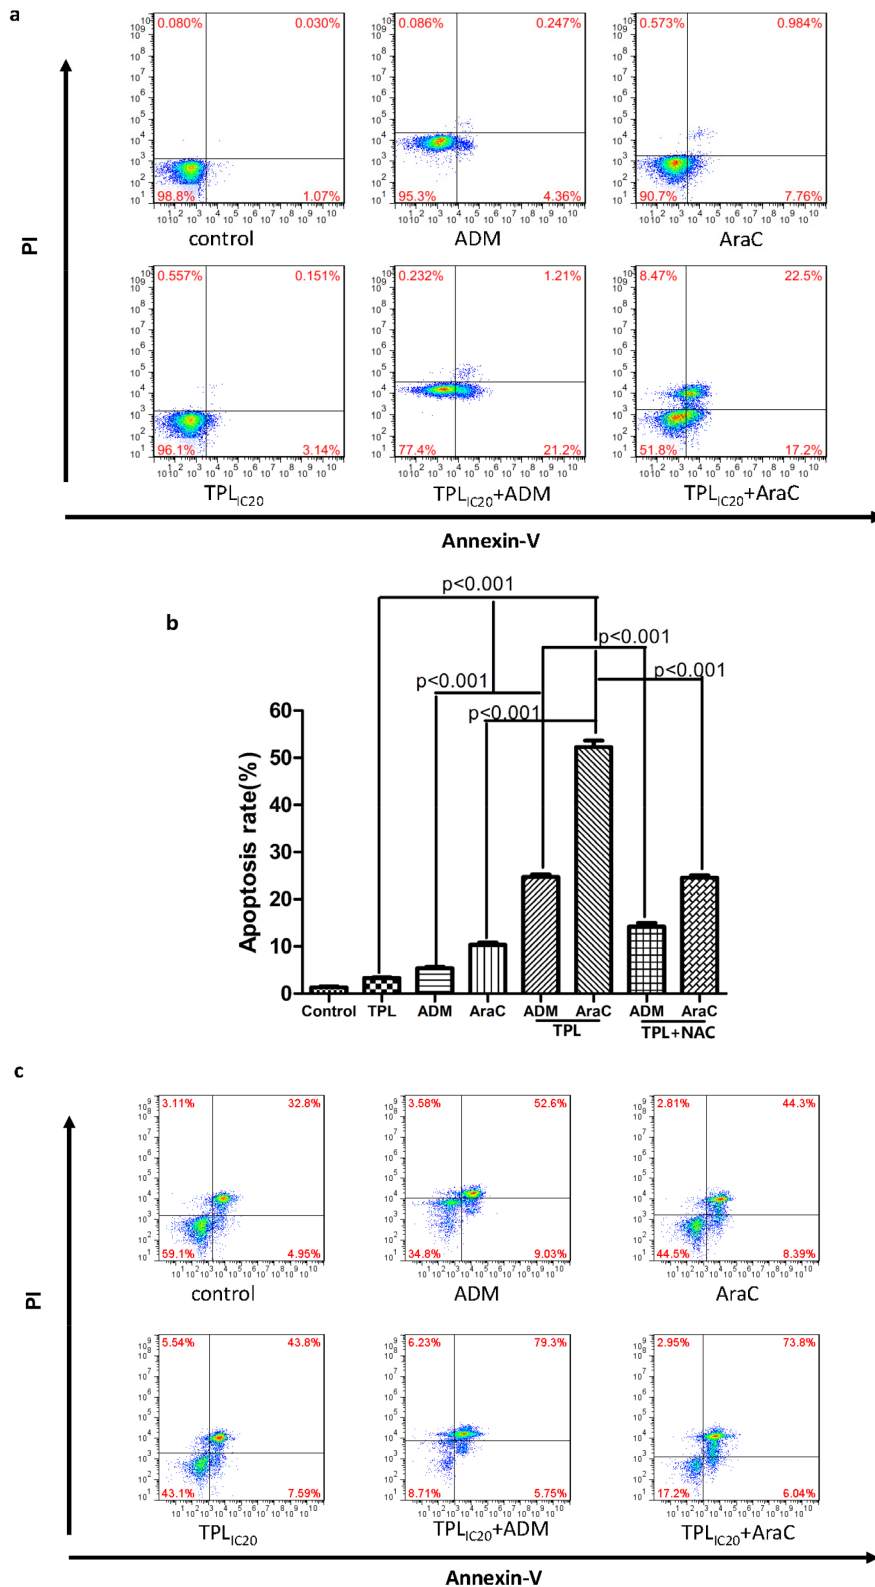 a
0.080% 0.030%
98.8% 1.07%
control
0.086% 0.247%
95.3% 4.36%
ADM
0.573% 0.984%
90.7% 7.76%
AraC
PI
0.557% 0.151%
96.1% 3.14%
TPLIC20
0.232% 1.21%
77.4% 21.2%
TPLIC20+ADM
8.47% 22.5%
51.8% 17.2%
TPLIC20+AraC
Annexin-V
b
p<0.001
p<0.001
p<0.001
p<0.001
p<0.001
Apoptosis rate(%)
60
50
40
30
20
10
0
Control TPL ADM AraC ADM AraC ADM AraC
TPL TPL+NAC
c
3.11% 32.8%
59.1% 4.95%
control
3.58% 52.6%
34.8% 9.03%
ADM
2.81% 44.3%
44.5% 8.39%
AraC
PI
5.54% 43.8%
43.1% 7.59%
TPLIC20
6.23% 79.3%
8.71% 5.75%
TPLIC20+ADM
2.95% 73.8%
17.2% 6.04%
TPLIC20+AraC
Annexin-V